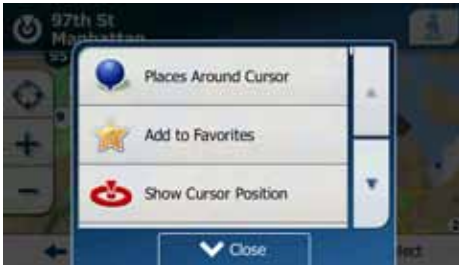 97th St
Manhattan
Places Around Cursor
Add to Favorites
Show Cursor Position
Close